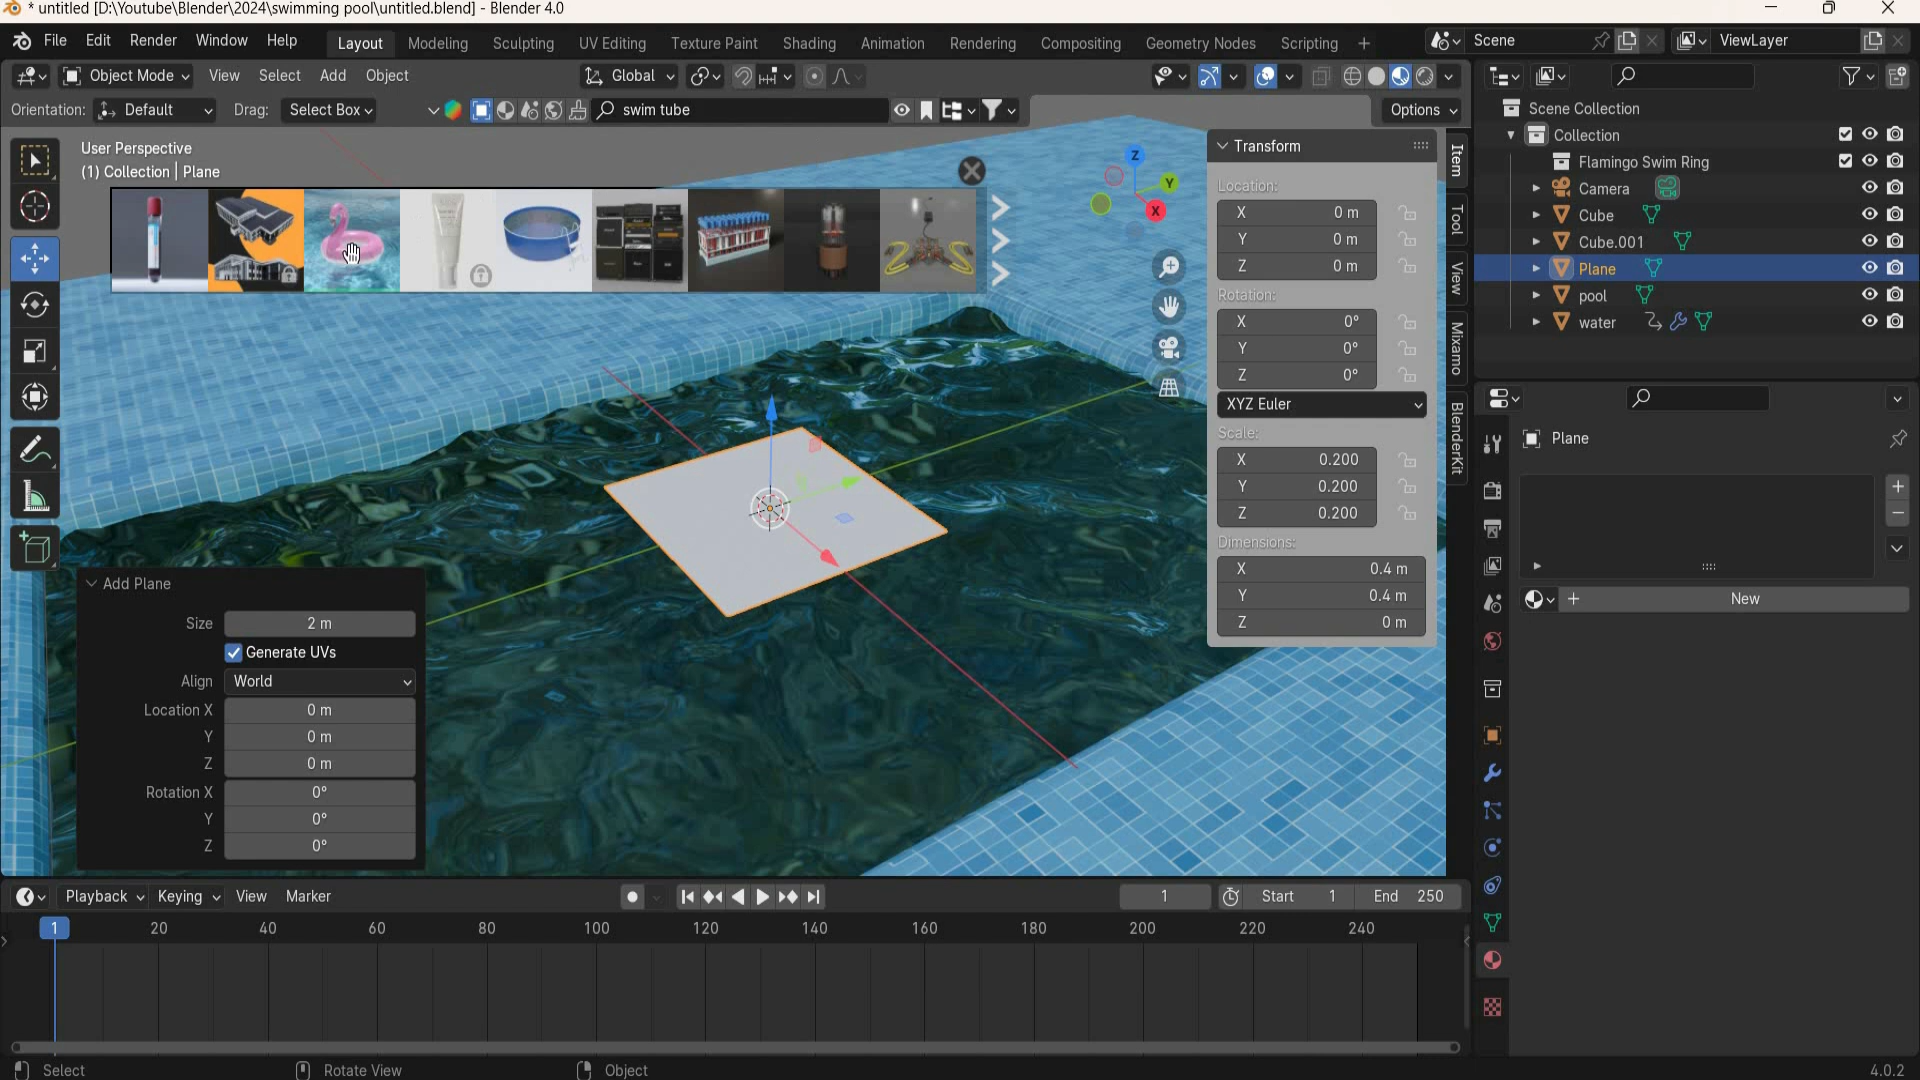 * untitled [D:\Youtube\Blender\2024\swimming pool\untitled.blend] - Blender 4.0
File Edit Render Window Help Layout Modeling Sculpting UV Editing Texture Paint Shading Animation Rendering Compositing Geometry Nodes Scripting + Scene ViewLayer
Object Mode View Select Add Object Global
Orientation: Default Drag: Select Box swim tube Options
User Perspective
(1) Collection | Plane
Transform
Location:
X 0 m
Y 0 m
Z 0 m
Rotation:
X 0°
Y 0°
Z 0°
XYZ Euler
Scale:
X 0.200
Y 0.200
Z 0.200
Dimensions:
X 0.4 m
Y 0.4 m
Z 0 m
Item
Tool
View
Mixamo
BlenderKit
Z
Y
X
Add Plane
Size 2 m
Generate UVs
Align World
Location X 0 m
Y 0 m
Z 0 m
Rotation X 0°
Y 0°
Z 0°
Scene Collection
Collection
Flamingo Swim Ring
Camera
Cube
Cube.001
Plane
pool
water
Plane
New
Playback Keying View Marker 1 Start 1 End 250
1 20 40 60 80 100 120 140 160 180 200 220 240
Select Rotate View Object 4.0.2